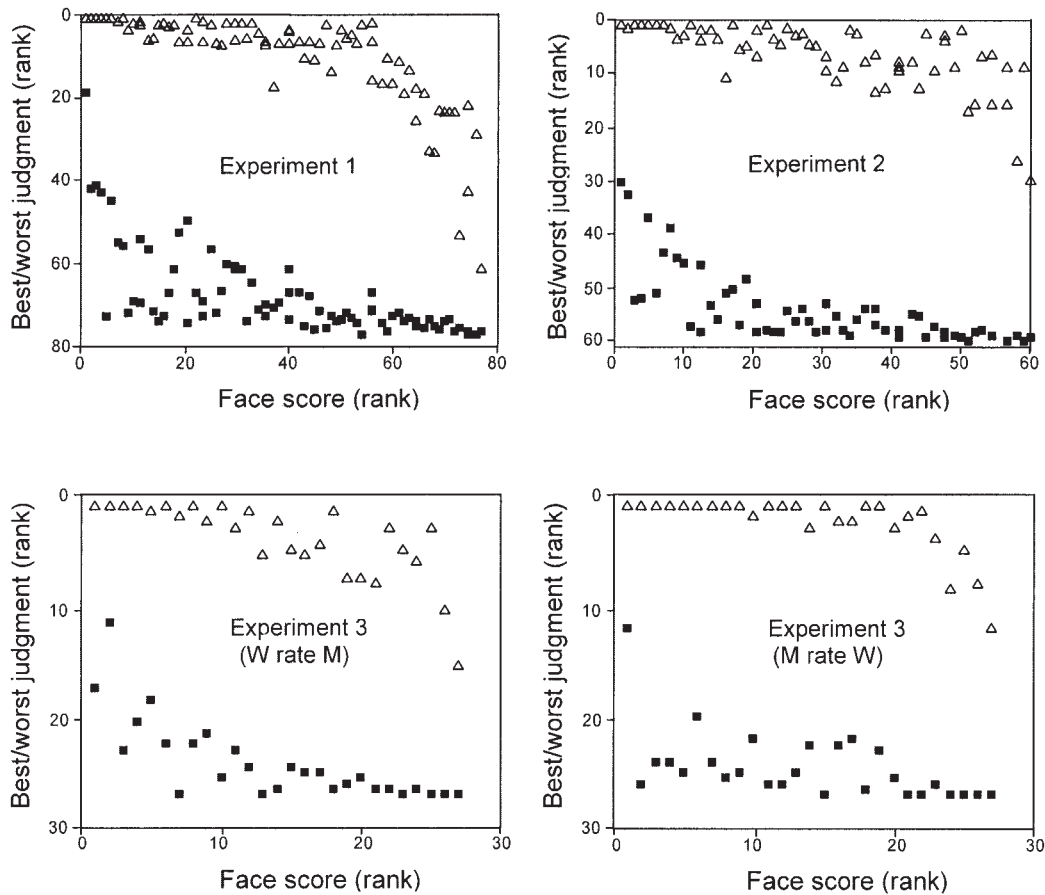 Best/worst judgment (rank)
0
20
40
60
80
Experiment 1
0 20 40 60 80
Face score (rank)
Best/worst judgment (rank)
0
10
20
30
40
50
60
Experiment 2
0 10 20 30 40 50 60
Face score (rank)
Best/worst judgment (rank)
0
10
20
30
Experiment 3
(W rate M)
0 10 20 30
Face score (rank)
Best/worst judgment (rank)
0
10
20
30
Experiment 3
(M rate W)
0 10 20 30
Face score (rank)